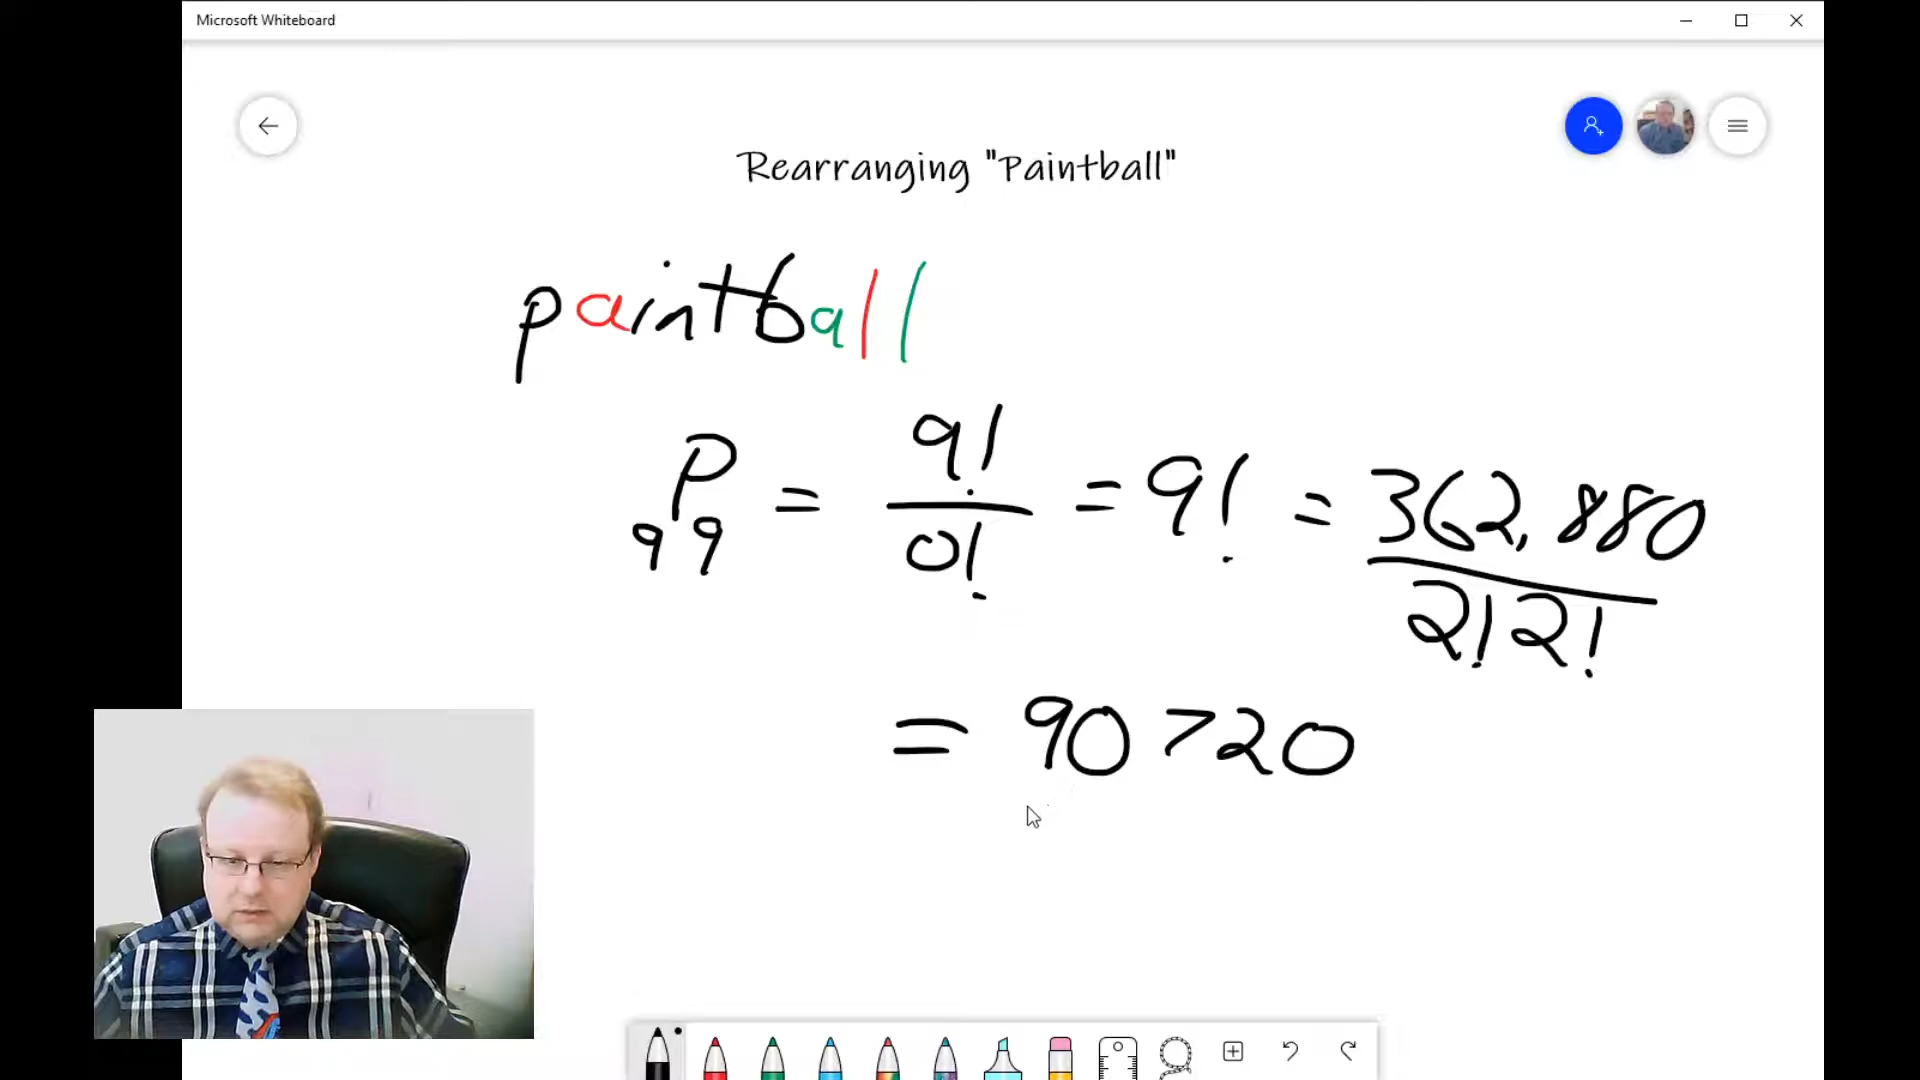 Microsoft Whiteboard
Rearranging "Paintball"
paintball
9P9 = 9!/0! = 9! = 362,880/2!2!
= 90720